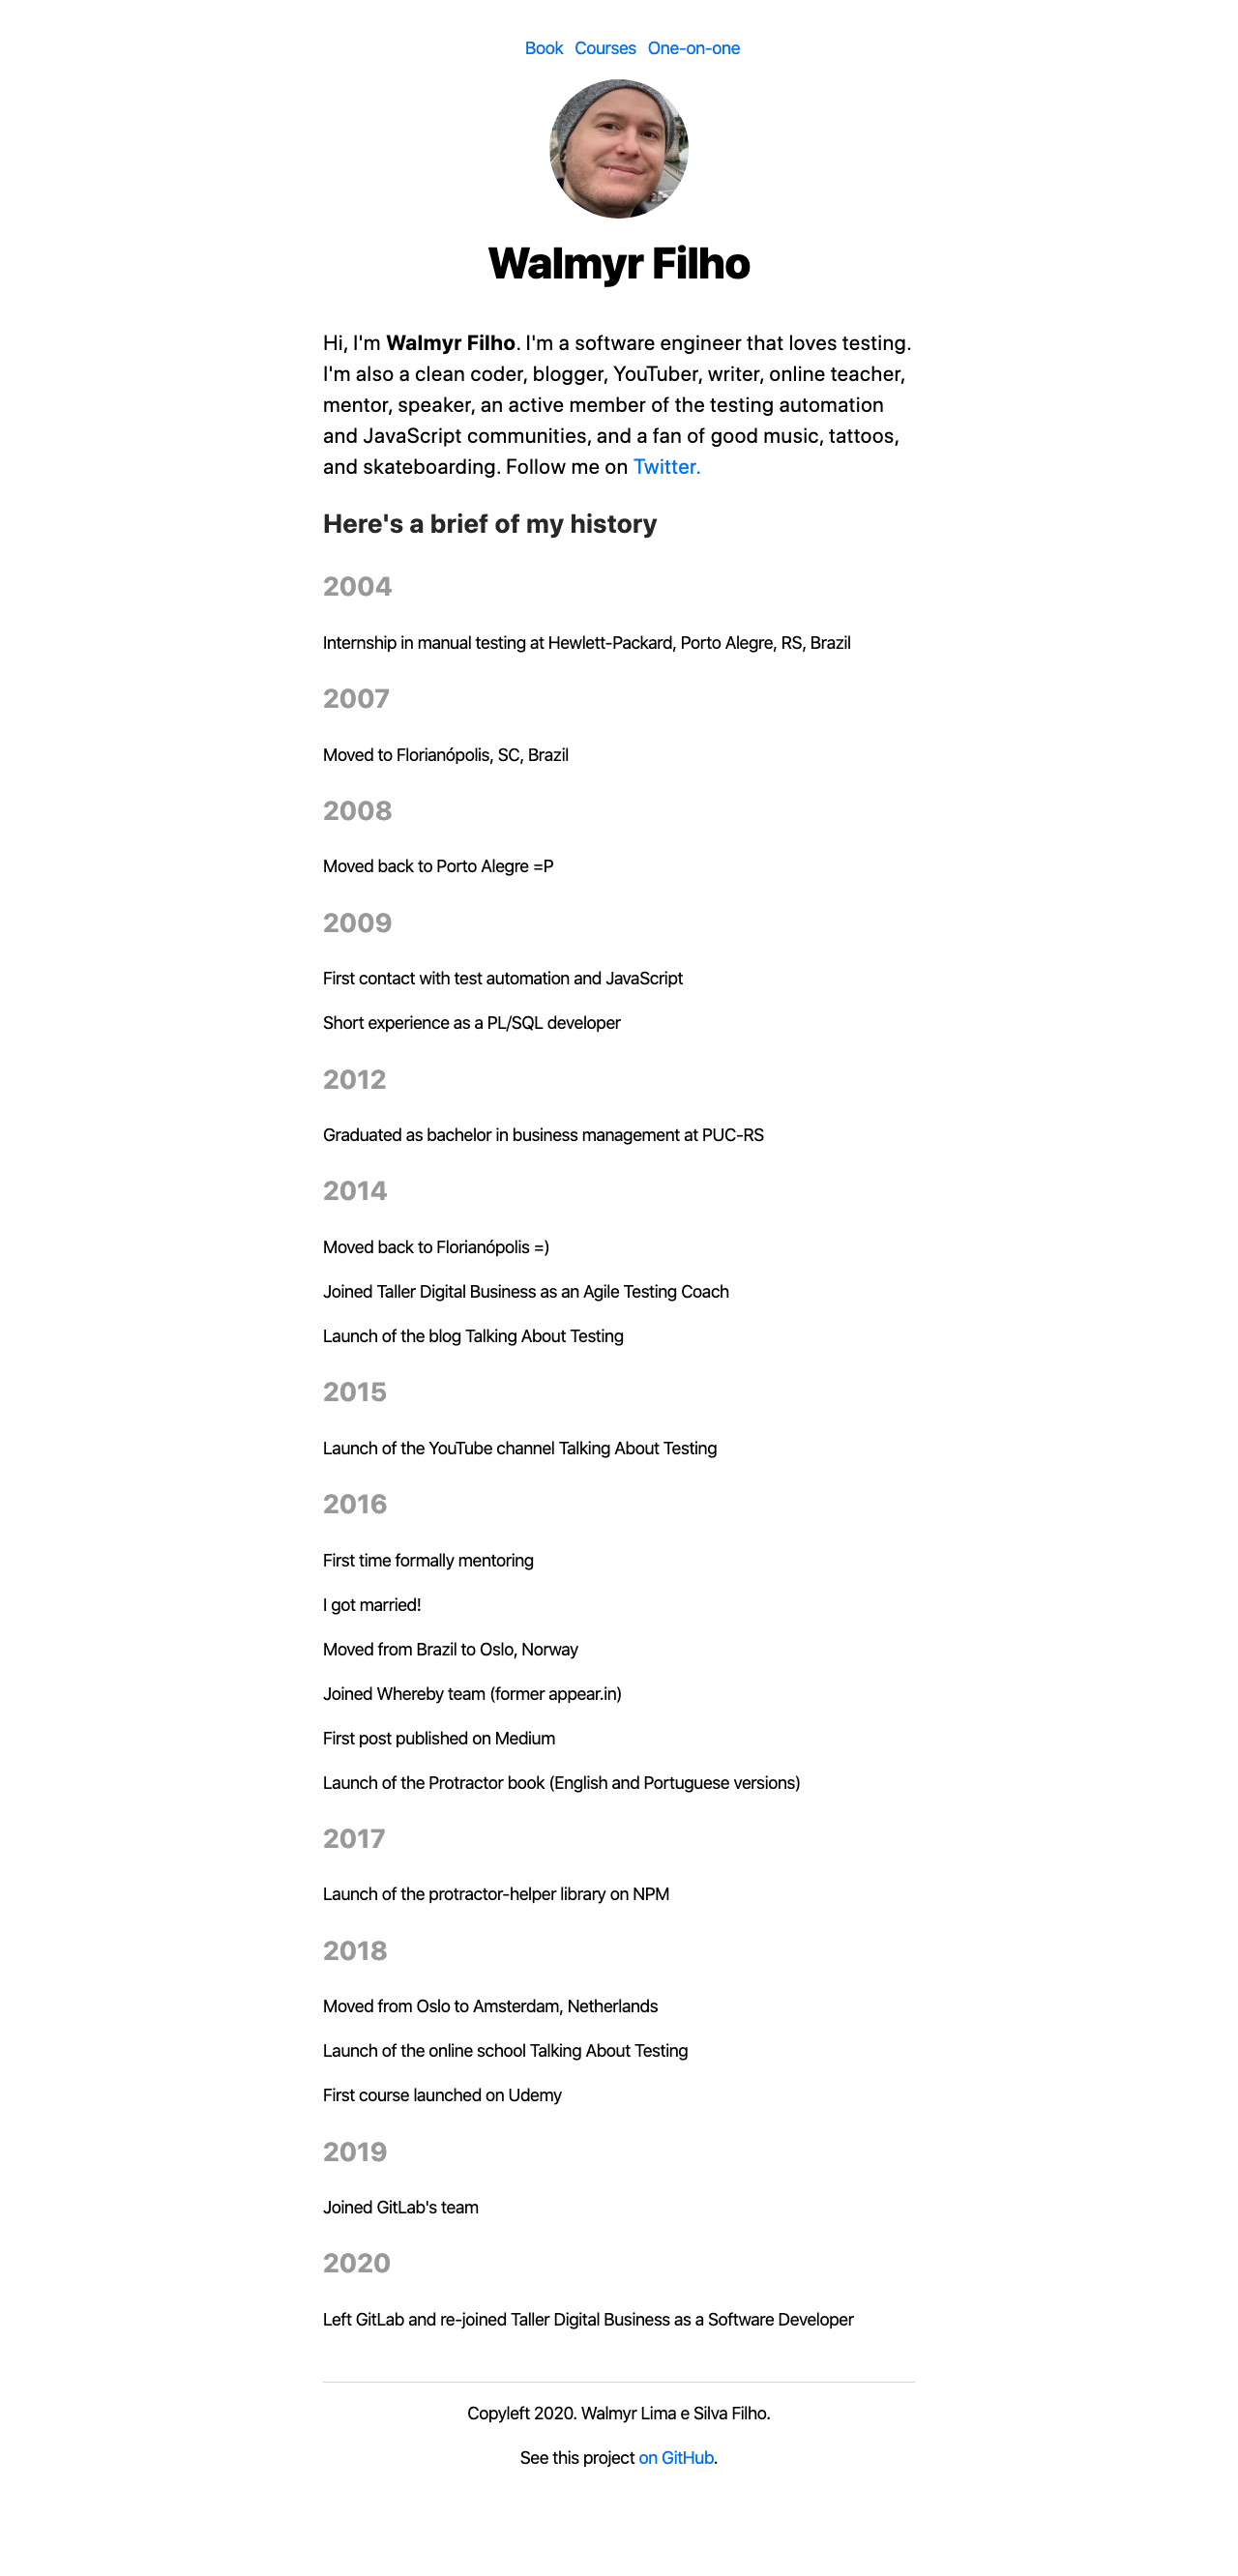 Book Courses One-on-one
Walmyr Filho
Hi, I'm Walmyr Filho. I'm a software engineer that loves testing.
I'm also a clean coder, blogger, YouTuber, writer, online teacher,
mentor, speaker, an active member of the testing automation
and JavaScript communities, and a fan of good music, tattoos,
and skateboarding. Follow me on Twitter.
Here's a brief of my history
2004
Internship in manual testing at Hewlett-Packard, Porto Alegre, RS, Brazil
2007
Moved to Florianópolis, SC, Brazil
2008
Moved back to Porto Alegre =P
2009
First contact with test automation and JavaScript
Short experience as a PL/SQL developer
2012
Graduated as bachelor in business management at PUC-RS
2014
Moved back to Florianópolis =)
Joined Taller Digital Business as an Agile Testing Coach
Launch of the blog Talking About Testing
2015
Launch of the YouTube channel Talking About Testing
2016
First time formally mentoring
I got married!
Moved from Brazil to Oslo, Norway
Joined Whereby team (former appear.in)
First post published on Medium
Launch of the Protractor book (English and Portuguese versions)
2017
Launch of the protractor-helper library on NPM
2018
Moved from Oslo to Amsterdam, Netherlands
Launch of the online school Talking About Testing
First course launched on Udemy
2019
Joined GitLab's team
2020
Left GitLab and re-joined Taller Digital Business as a Software Developer
Copyleft 2020. Walmyr Lima e Silva Filho.
See this project on GitHub.